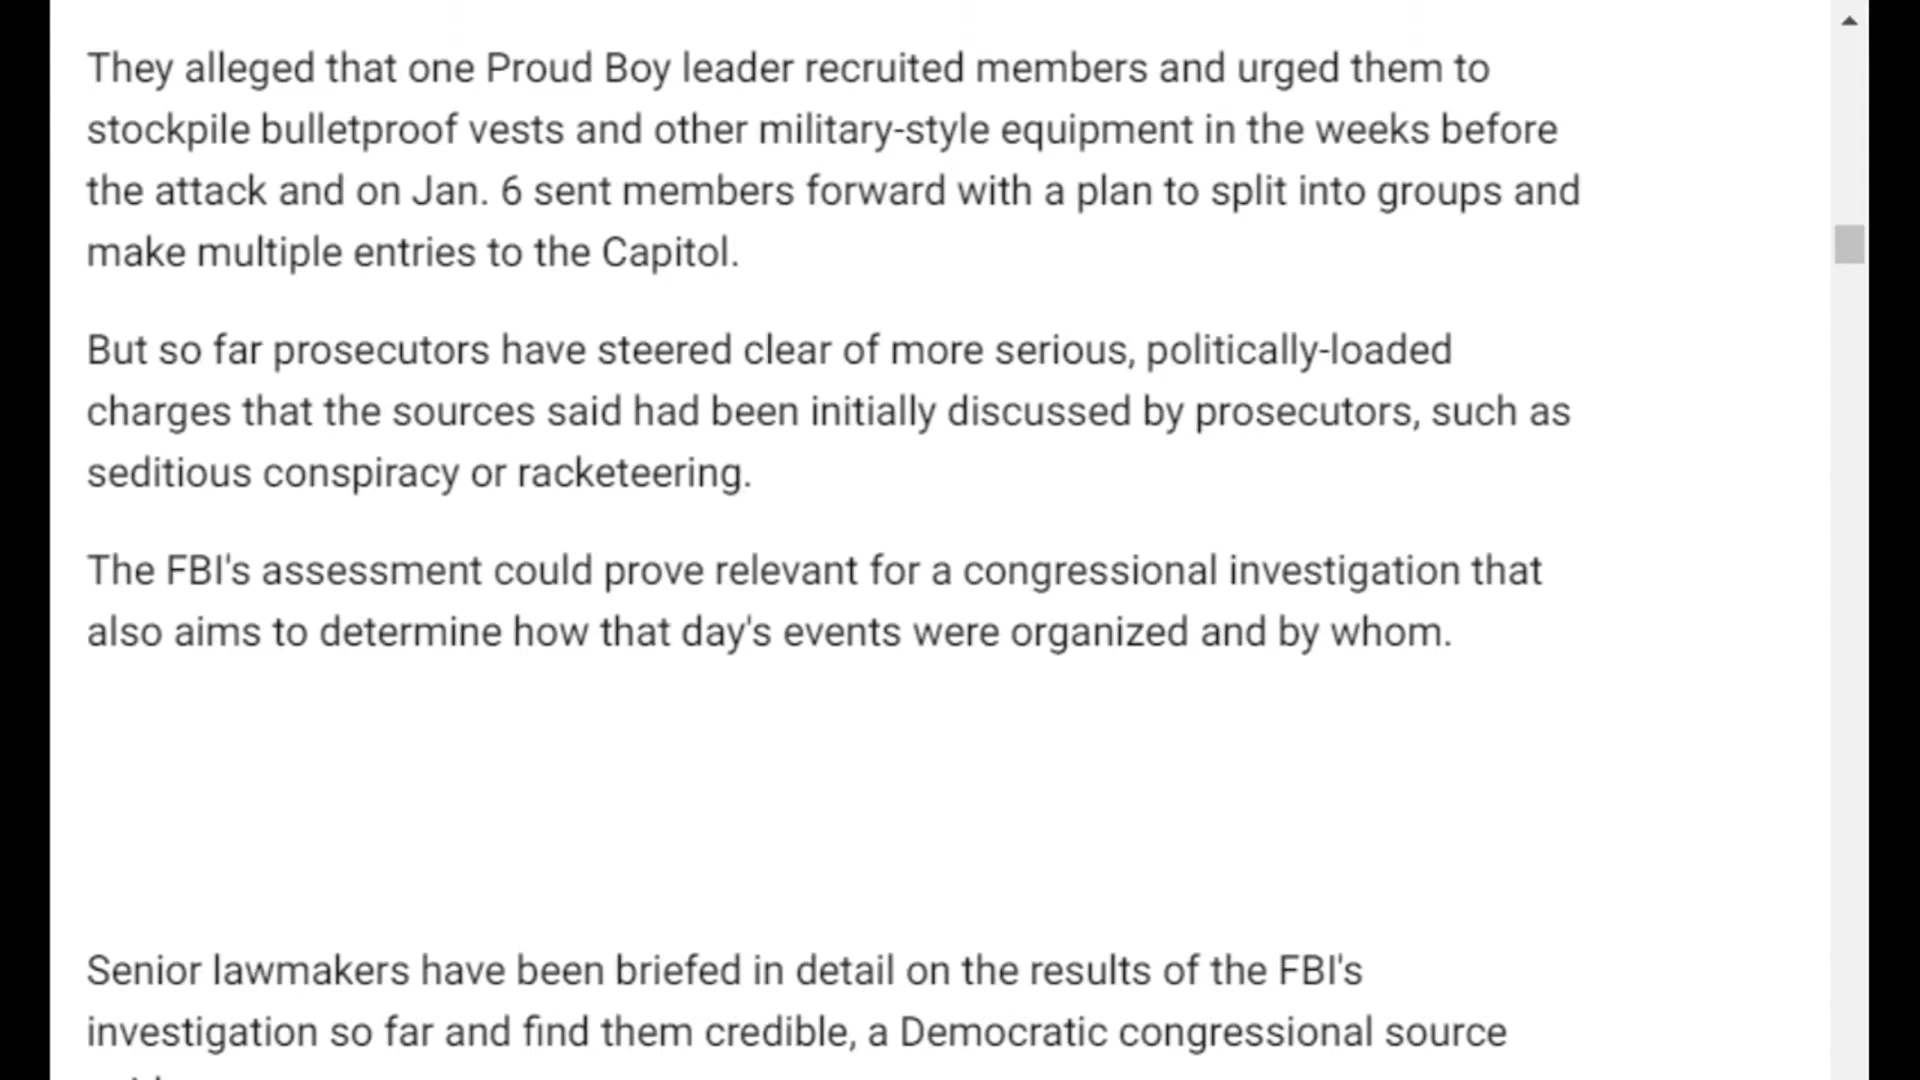 They alleged that one Proud Boy leader recruited members and urged them to
stockpile bulletproof vests and other military-style equipment in the weeks before
the attack and on Jan. 6 sent members forward with a plan to split into groups and
make multiple entries to the Capitol.
But so far prosecutors have steered clear of more serious, politically-loaded
charges that the sources said had been initially discussed by prosecutors, such as
seditious conspiracy or racketeering.
The FBI's assessment could prove relevant for a congressional investigation that
also aims to determine how that day's events were organized and by whom.
Senior lawmakers have been briefed in detail on the results of the FBI's
investigation so far and find them credible, a Democratic congressional source